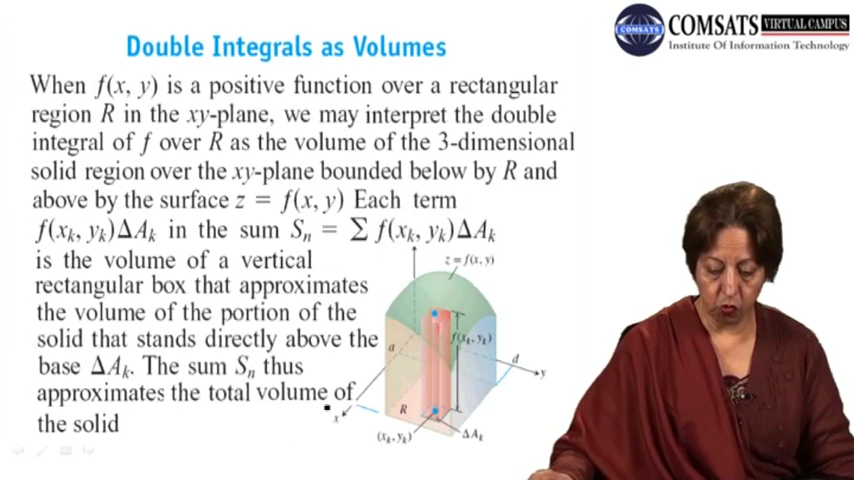 COMSATS VIRTUAL CAMPUS
COMSATS
Institute Of Information Technology
Double Integrals as Volumes
When f(x, y) is a positive function over a rectangular
region R in the xy-plane, we may interpret the double
integral of f over R as the volume of the 3-dimensional
solid region over the xy-plane bounded below by R and
above by the surface z = f(x, y) Each term
f(xₖ, yₖ)ΔAₖ in the sum Sₙ = Σ f(xₖ, yₖ)ΔAₖ
is the volume of a vertical
rectangular box that approximates
the volume of the portion of the
solid that stands directly above the
base ΔAₖ. The sum Sₙ thus
approximates the total volume of
the solid
z = f(x, y)
f(xₖ, yₖ)
a
d
y
R
x
(xₖ, yₖ)
ΔAₖ